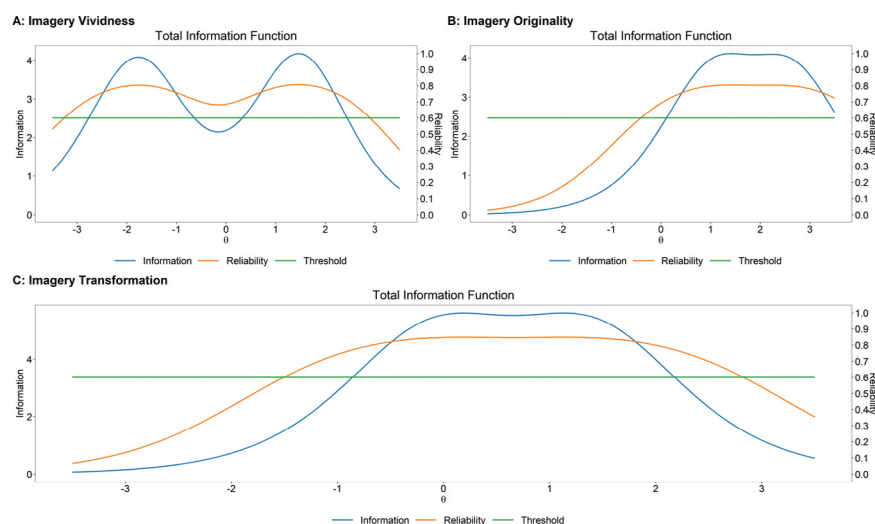 A: Imagery Vividness
Total Information Function
4
3
2
1
0
Information
1.0
0.9
0.8
0.7
0.6
0.5
0.4
0.3
0.2
0.1
0.0
Reliability
-3 -2 -1 0 1 2 3
θ
Information Reliability Threshold
B: Imagery Originality
Total Information Function
4
3
2
1
0
Information
1.0
0.9
0.8
0.7
0.6
0.5
0.4
0.3
0.2
0.1
0.0
Reliability
-3 -2 -1 0 1 2 3
θ
Information Reliability Threshold
C: Imagery Transformation
Total Information Function
4
2
0
Information
1.0
0.9
0.8
0.7
0.6
0.5
0.4
0.3
0.2
0.1
0.0
Reliability
-3 -2 -1 0 1 2 3
θ
Information Reliability Threshold